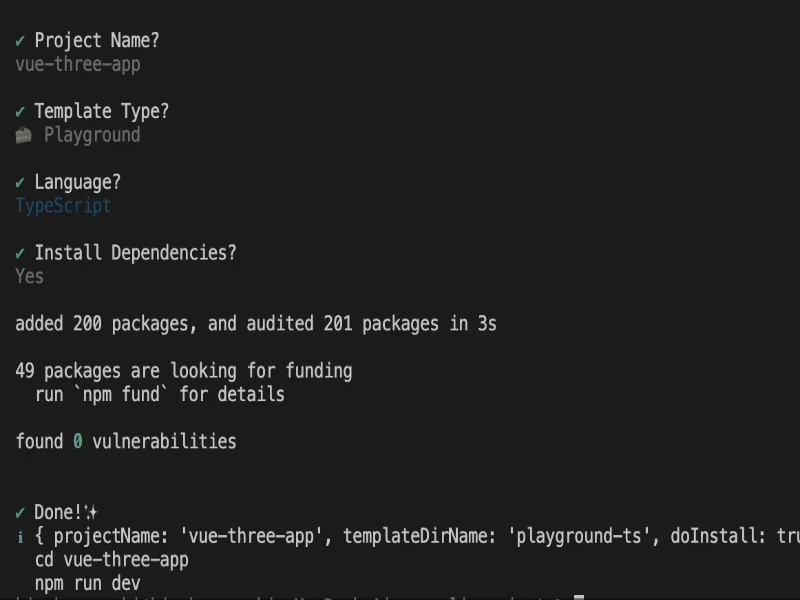 ✔ Project Name?
vue-three-app
✔ Template Type?
Playground
✔ Language?
TypeScript
✔ Install Dependencies?
Yes
added 200 packages, and audited 201 packages in 3s
49 packages are looking for funding
run `npm fund` for details
found 0 vulnerabilities
✔ Done!✨
ℹ { projectName: 'vue-three-app', templateDirName: 'playground-ts', doInstall: tru
cd vue-three-app
npm run dev